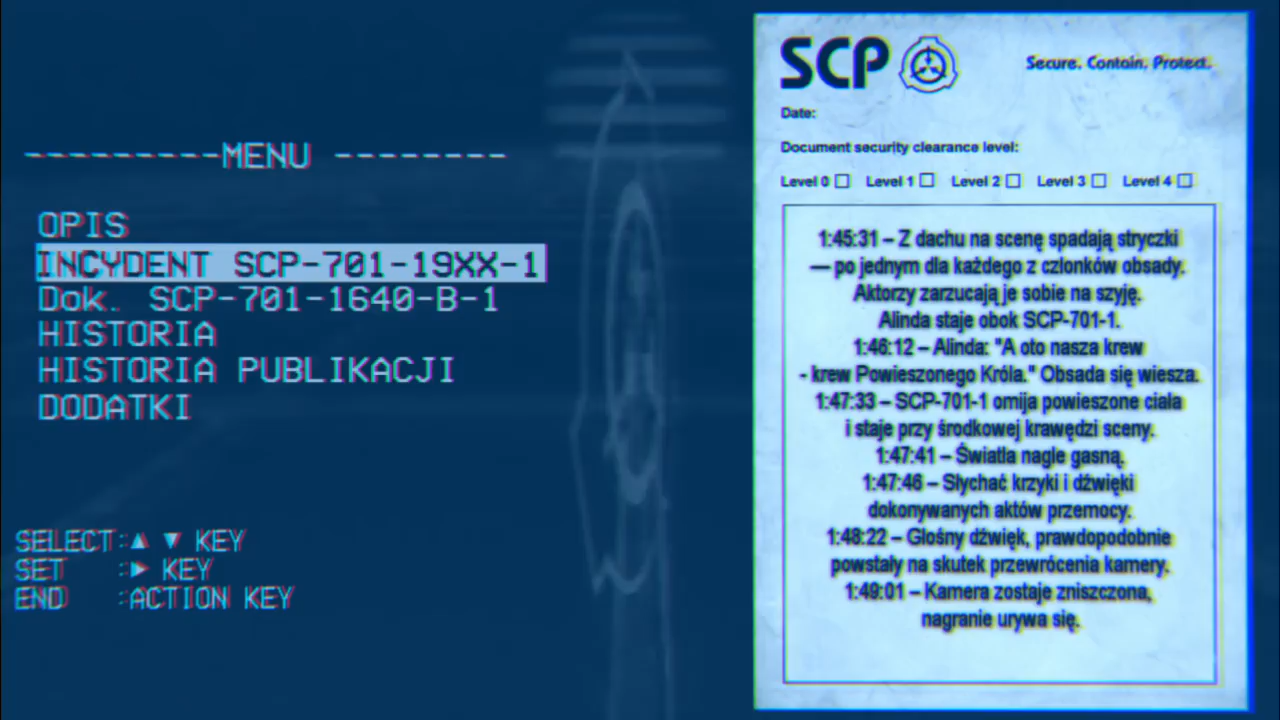 ---------MENU --------
OPIS
INCYDENT SCP-701-19XX-1
Dok. SCP-701-1640-B-1
HISTORIA
HISTORIA PUBLIKACJI
DODATKI
SELECT:▲ ▼ KEY
SET :► KEY
END :ACTION KEY
SCP
Secure. Contain. Protect.
Date:
Document security clearance level:
Level 0 □ Level 1 □ Level 2 □ Level 3 □ Level 4 □
1:45:31 – Z dachu na scenę spadają stryczki
— po jednym dla każdego z członków obsady.
Aktorzy zarzucają je sobie na szyję.
Alinda staje obok SCP-701-1.
1:46:12 – Alinda: "A oto nasza krew
- krew Powieszonego Króla." Obsada się wiesza.
1:47:33 – SCP-701-1 omija powieszone ciała
i staje przy środkowej krawędzi sceny.
1:47:41 – Światła nagle gasną.
1:47:46 – Słychać krzyki i dźwięki
dokonywanych aktów przemocy.
1:48:22 – Głośny dźwięk, prawdopodobnie
powstały na skutek przewrócenia kamery.
1:49:01 – Kamera zostaje zniszczona,
nagranie urywa się.